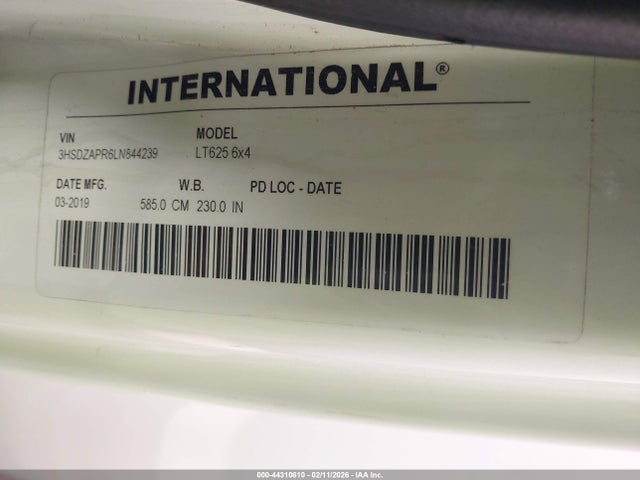 INTERNATIONAL®
VIN MODEL
3HSDZAPR6LN844239 LT625 6x4
DATE MFG. W.B. PD LOC - DATE
03-2019 585.0 CM 230.0 IN
000-44310610 - 02/11/2026 - IAA Inc.